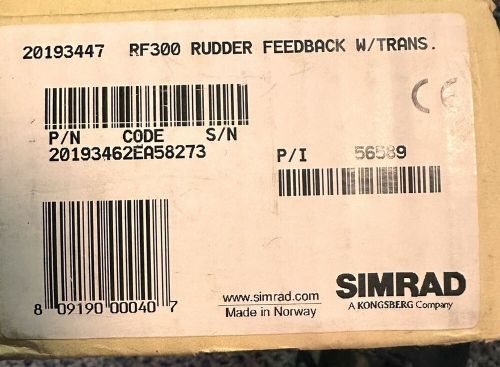 20193447 RF300 RUDDER FEEDBACK W/TRANS.
CE
P/N CODE S/N
20193462EA58273
P/I 56589
8 09190 00040 7
www.simrad.com
Made in Norway
SIMRAD
A KONGSBERG Company